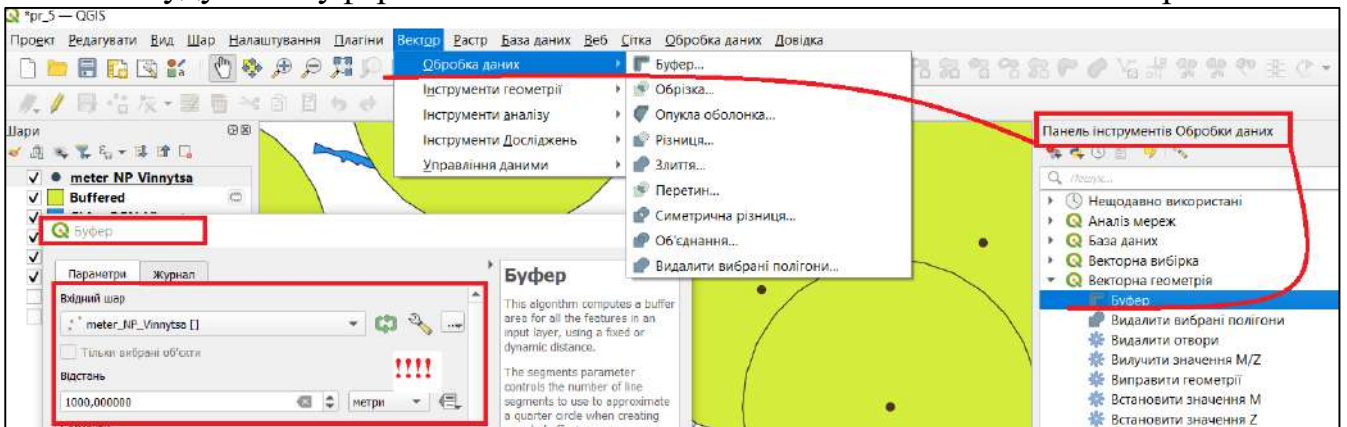 *pr_5 — QGIS
Проект Редагувати Вид Шар Налаштування Плагіни Вектор Растр База даних Веб Сітка Обробка даних Довідка
Обробка даних
Інструменти геометрії
Інструменти аналізу
Інструменти Досліджень
Управління даними
Буфер...
Обрізка...
Опукла оболонка...
Різниця...
Злиття...
Перетин...
Симетрична різниця...
Об'єднання...
Видалити вибрані полігони...
Шари
meter NP Vinnytsa
Buffered
Буфер
Параметри Журнал
Вхідний шар
meter_NP_Vinnytsa []
Тільки вибрані об'єкти
Відстань
!!!!
1000,000000 метри
Буфер
This algorithm computes a buffer
area for all the features in an
input layer, using a fixed or
dynamic distance.
The segments parameter
controls the number of line
segments to use to approximate
a quarter circle when creating
Панель інструментів Обробки даних
Пошук...
Нещодавно використані
Аналіз мереж
База даних
Векторна вибірка
Векторна геометрія
Буфер
Видалити вибрані полігони
Видалити отвори
Вилучити значення M/Z
Виправити геометрії
Встановити значення M
Встановити значення Z